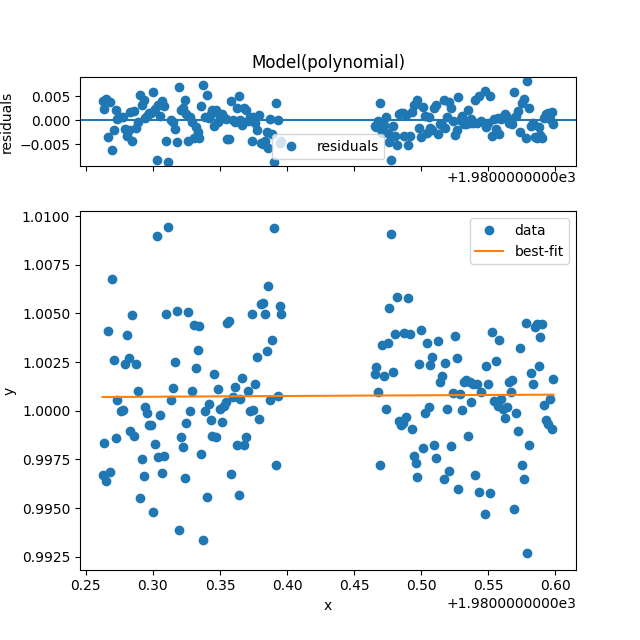 Model(polynomial)
residuals
0.005
0.000
−0.005
residuals
+1.9800000000e3
1.0100
1.0075
1.0050
1.0025
1.0000
0.9975
0.9950
0.9925
y
data
best-fit
0.25 0.30 0.35 0.40 0.45 0.50 0.55 0.60
x
+1.9800000000e3